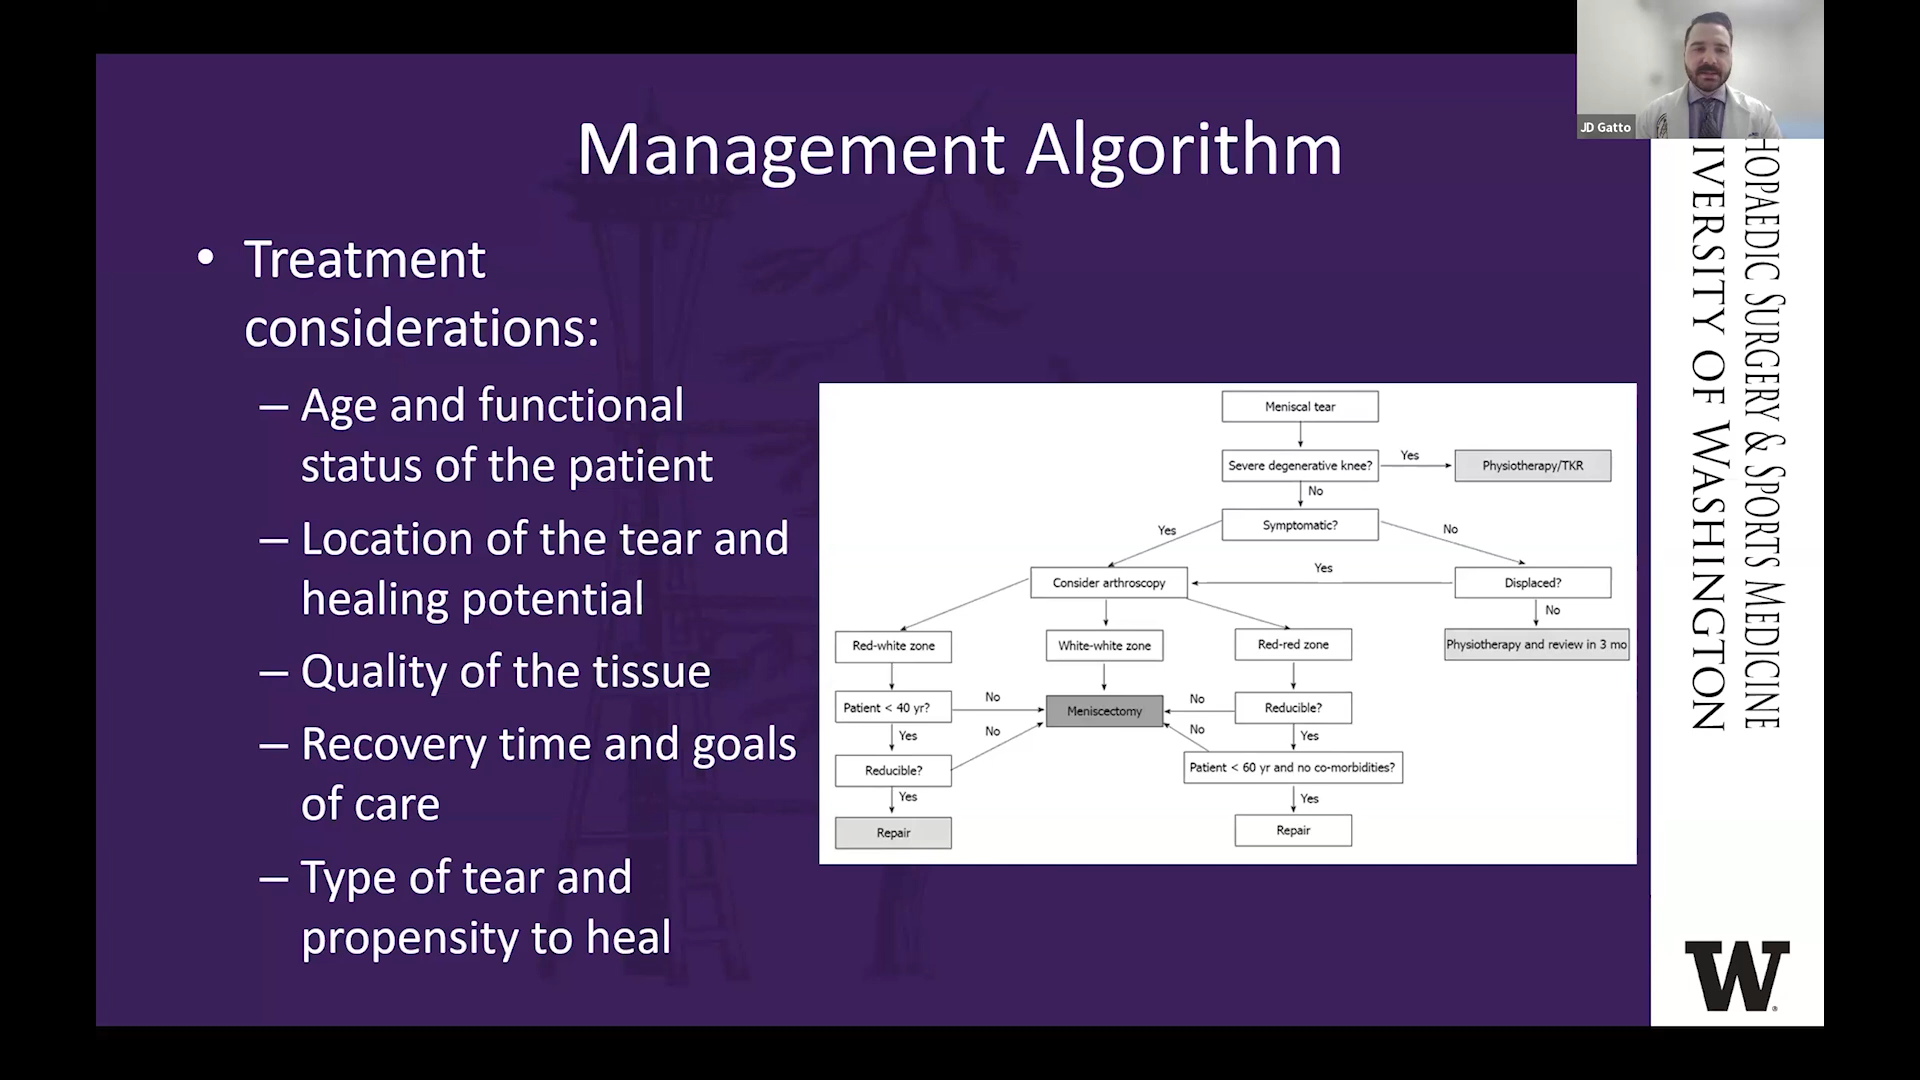 JD Gatto
Management Algorithm
• Treatment
considerations:
– Age and functional
status of the patient
– Location of the tear and
healing potential
– Quality of the tissue
– Recovery time and goals
of care
– Type of tear and
propensity to heal
Meniscal tear
Severe degenerative knee?
Yes
Physiotherapy/TKR
No
Symptomatic?
Yes
No
Consider arthroscopy
Yes
Displaced?
No
Red-white zone
White-white zone
Red-red zone
Physiotherapy and review in 3 mo
Patient < 40 yr?
No
Meniscectomy
No
Reducible?
Yes
No
No
Yes
Reducible?
Patient < 60 yr and no co-morbidities?
Yes
Yes
Repair
Repair
HOPAEDIC SURGERY & SPORTS MEDICINE
IVERSITY OF WASHINGTON
W